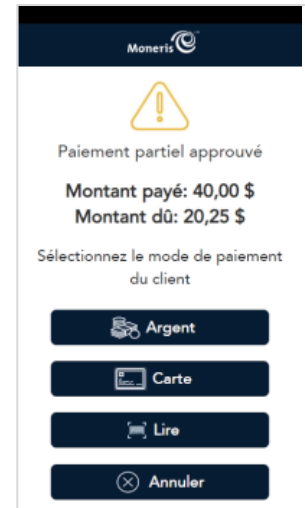 Moneris
Paiement partiel approuvé
Montant payé: 40,00 $
Montant dû: 20,25 $
Sélectionnez le mode de paiement
du client
Argent
Carte
Lire
Annuler